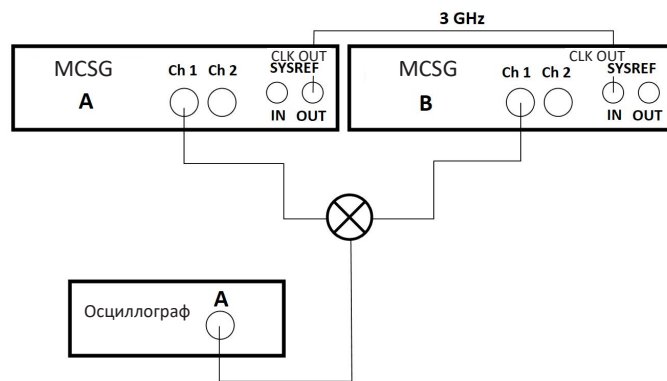 3 GHz
MCSG
A
Ch 1 Ch 2
CLK OUT
SYSREF
IN OUT
MCSG
B
Ch 1 Ch 2
CLK OUT
SYSREF
IN OUT
Осциллограф
A